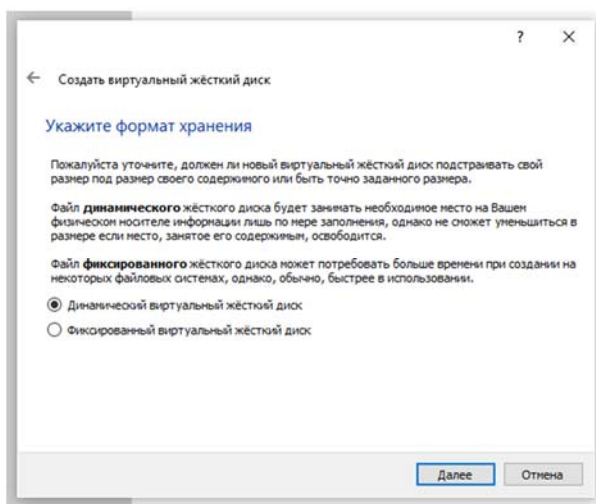 ?
Создать виртуальный жёсткий диск
Укажите формат хранения
Пожалуйста уточните, должен ли новый виртуальный жёсткий диск подстраивать свой
размер под размер своего содержимого или быть точно заданного размера.
Файл динамического жёсткого диска будет занимать необходимое место на Вашем
физическом носителе информации лишь по мере заполнения, однако не сможет уменьшиться в
размере если место, занятое его содержимым, освободится.
Файл фиксированного жёсткого диска может потребовать больше времени при создании на
некоторых файловых системах, однако, обычно, быстрее в использовании.
Динамический виртуальный жёсткий диск
Фиксированный виртуальный жёсткий диск
Далее Отмена